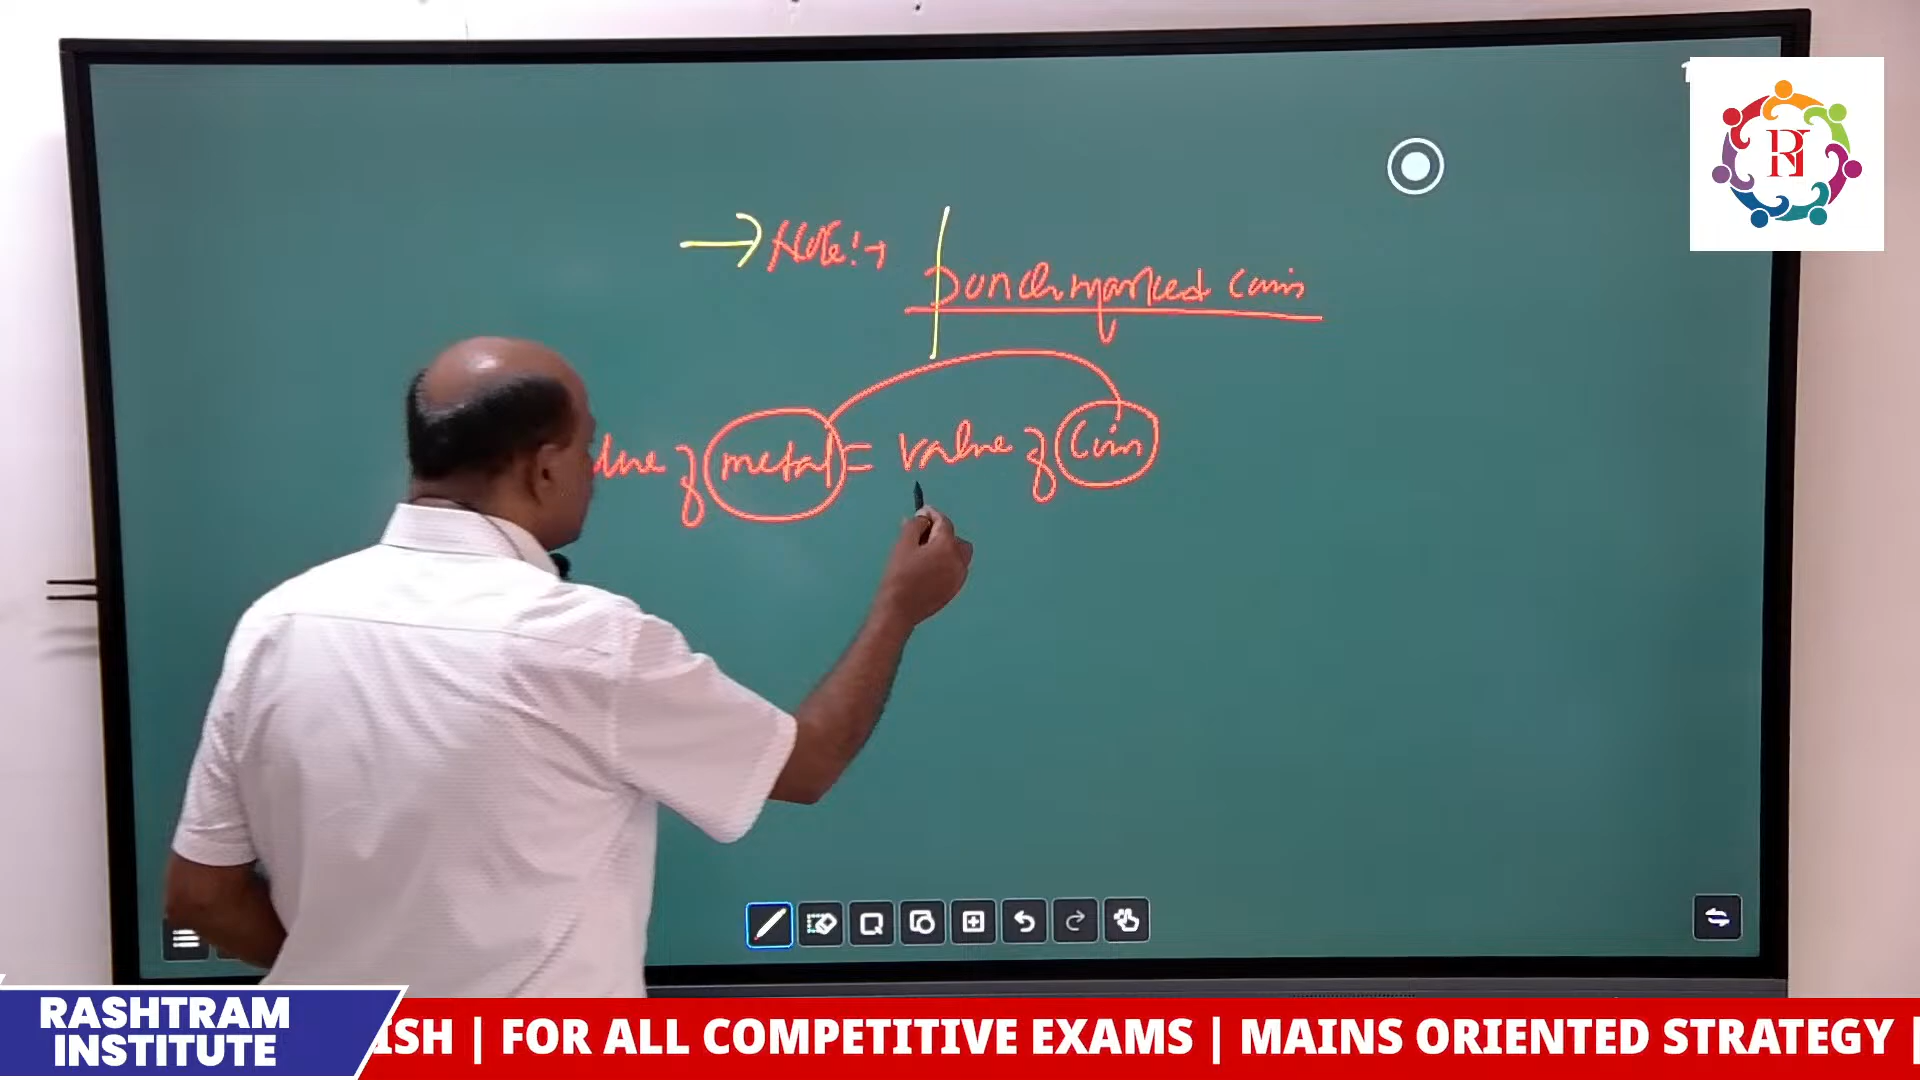 → Note:→
punchmarked coins
value of metal = value of coin
RI
RASHTRAM
INSTITUTE
ISH | FOR ALL COMPETITIVE EXAMS | MAINS ORIENTED STRATEGY |